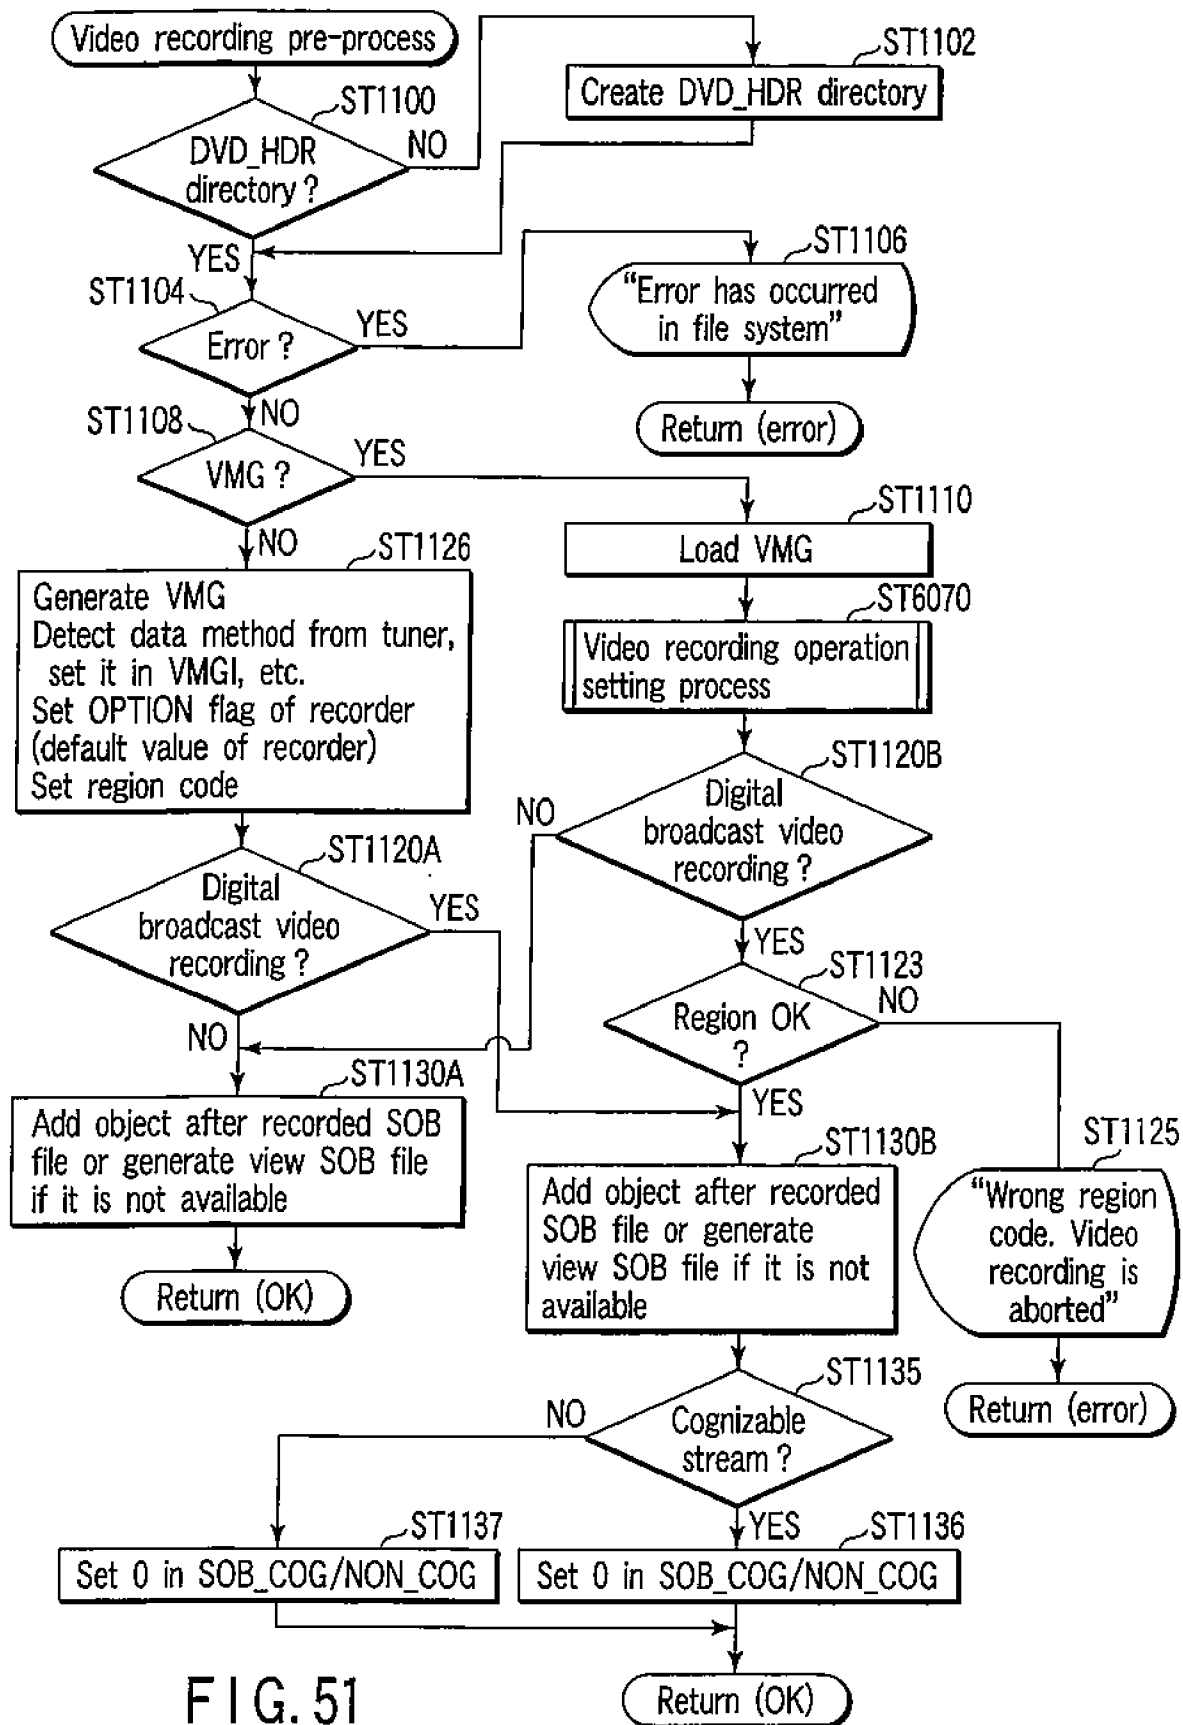 Video recording pre-process
ST1102
Create DVD_HDR directory
ST1100
DVD_HDR
directory?
NO
YES
ST1106
"Error has occurred
in file system"
ST1104
Error?
YES
Return (error)
NO
ST1108
VMG?
YES
ST1110
Load VMG
NO
ST1126
Generate VMG
Detect data method from tuner,
set it in VMGI, etc.
Set OPTION flag of recorder
(default value of recorder)
Set region code
ST6070
Video recording operation
setting process
ST1120B
Digital
broadcast video
recording?
NO
YES
ST1120A
Digital
broadcast video
recording?
YES
NO
ST1123
Region OK
?
NO
YES
ST1130A
Add object after recorded SOB
file or generate view SOB file
if it is not available
Return (OK)
ST1130B
Add object after recorded
SOB file or generate
view SOB file if it is not
available
ST1125
"Wrong region
code. Video
recording is
aborted"
Return (error)
ST1135
Cognizable
stream?
NO
YES
ST1137
Set 0 in SOB_COG/NON_COG
ST1136
Set 0 in SOB_COG/NON_COG
Return (OK)
FIG. 51